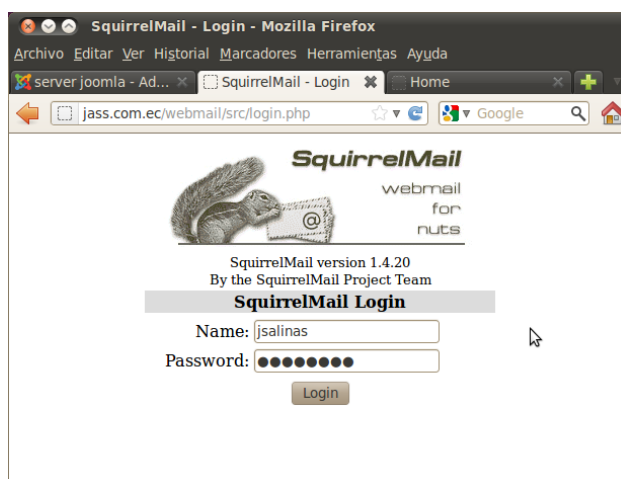 SquirrelMail - Login - Mozilla Firefox
Archivo Editar Ver Historial Marcadores Herramientas Ayuda
server joomla - Ad... SquirrelMail - Login Home
jass.com.ec/webmail/src/login.php Google
SquirrelMail
webmail
for
nuts
@
SquirrelMail version 1.4.20
By the SquirrelMail Project Team
SquirrelMail Login
Name: jsalinas
Password: ●●●●●●●●
Login